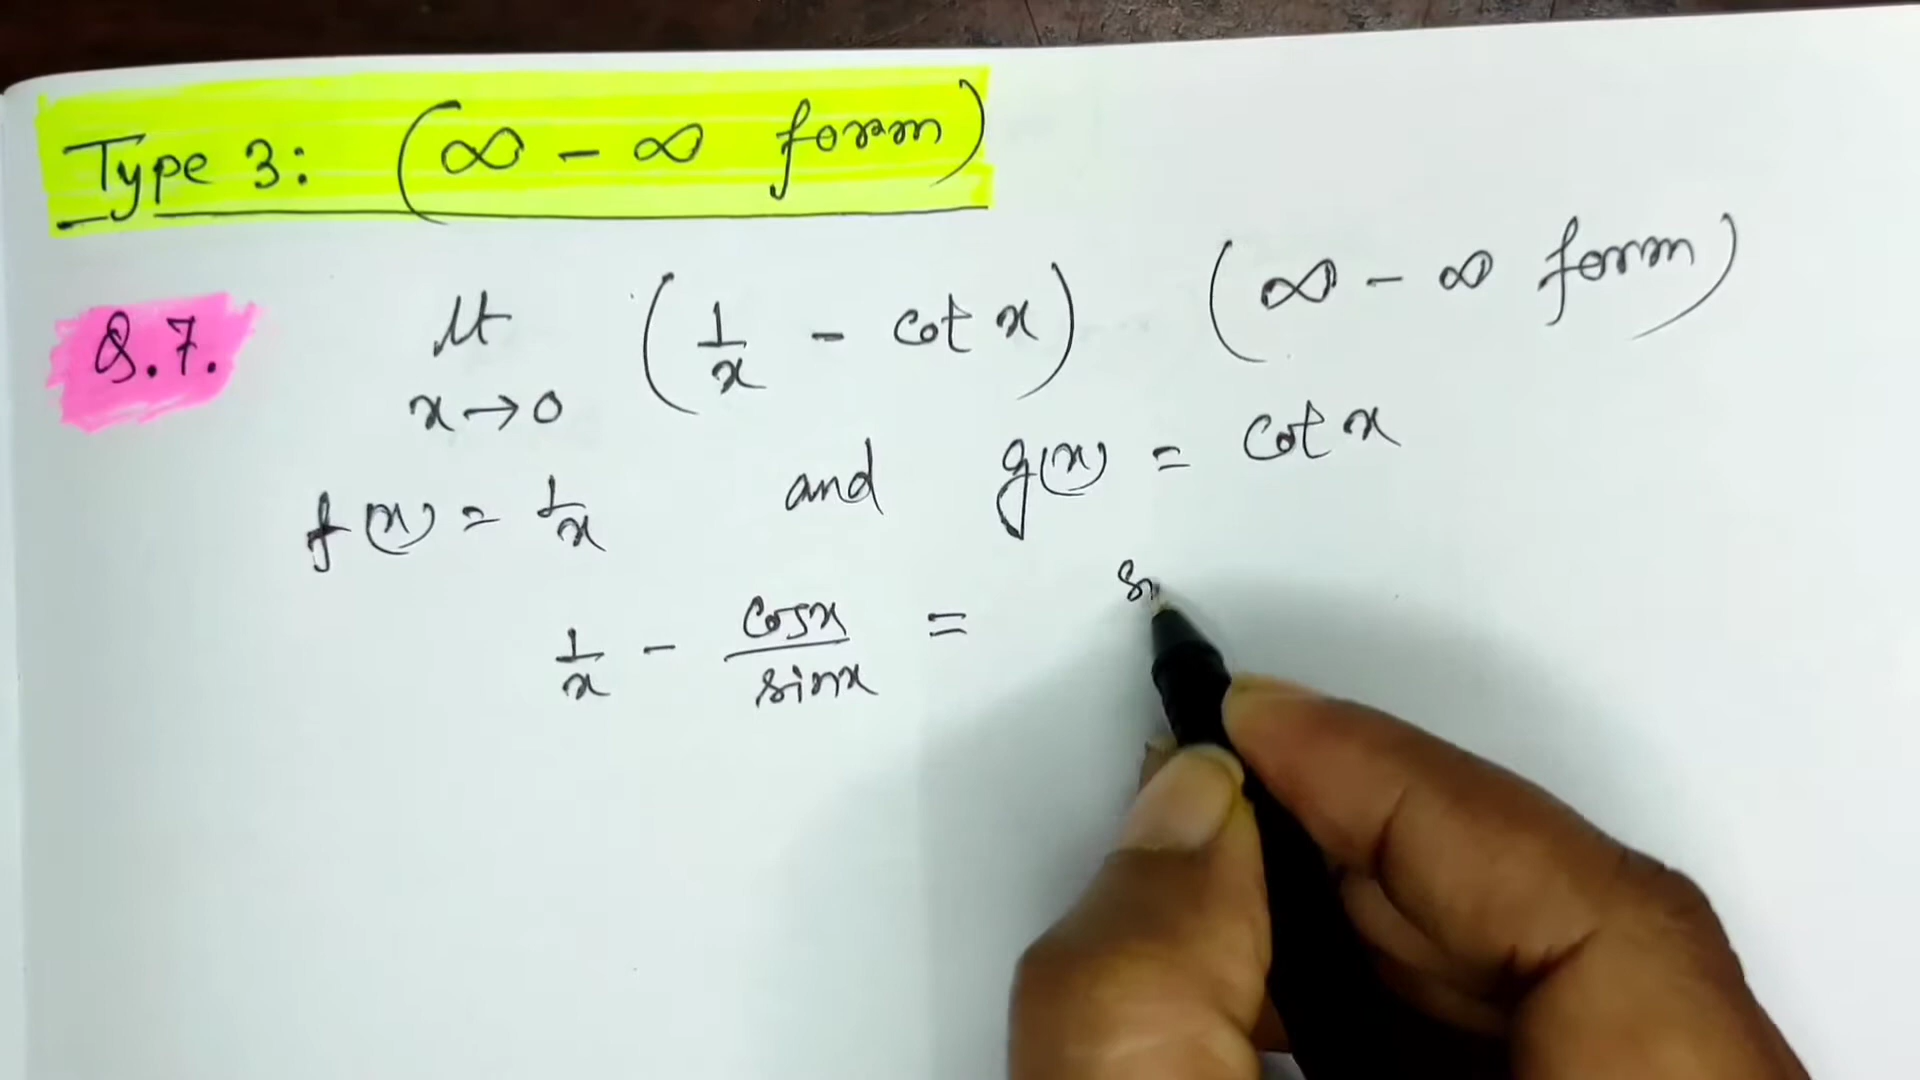 Type 3: (∞ - ∞ form)
Q.7. lt x→0 (1/x - cot x) (∞ - ∞ form)
f(x) = 1/x and g(x) = cot x
1/x - cosx/sinx =